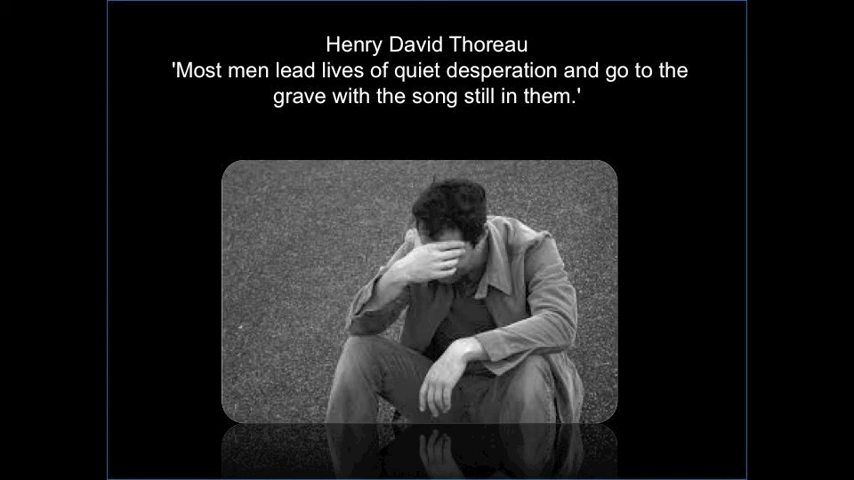 Henry David Thoreau
'Most men lead lives of quiet desperation and go to the
grave with the song still in them.'